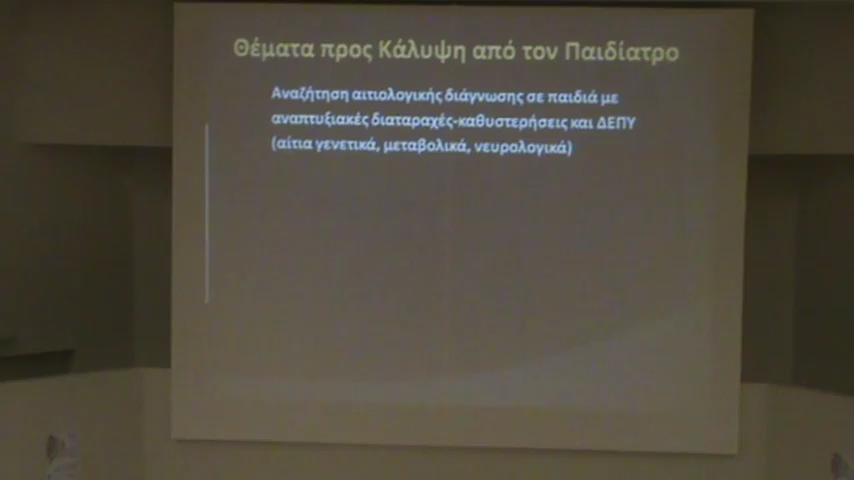 Θέματα προς Κάλυψη από τον Παιδίατρο
Αναζήτηση αιτιολογικής διάγνωσης σε παιδιά με
αναπτυξιακές διαταραχές-καθυστερήσεις και ΔΕΠΥ
(αίτια γενετικά, μεταβολικά, νευρολογικά)